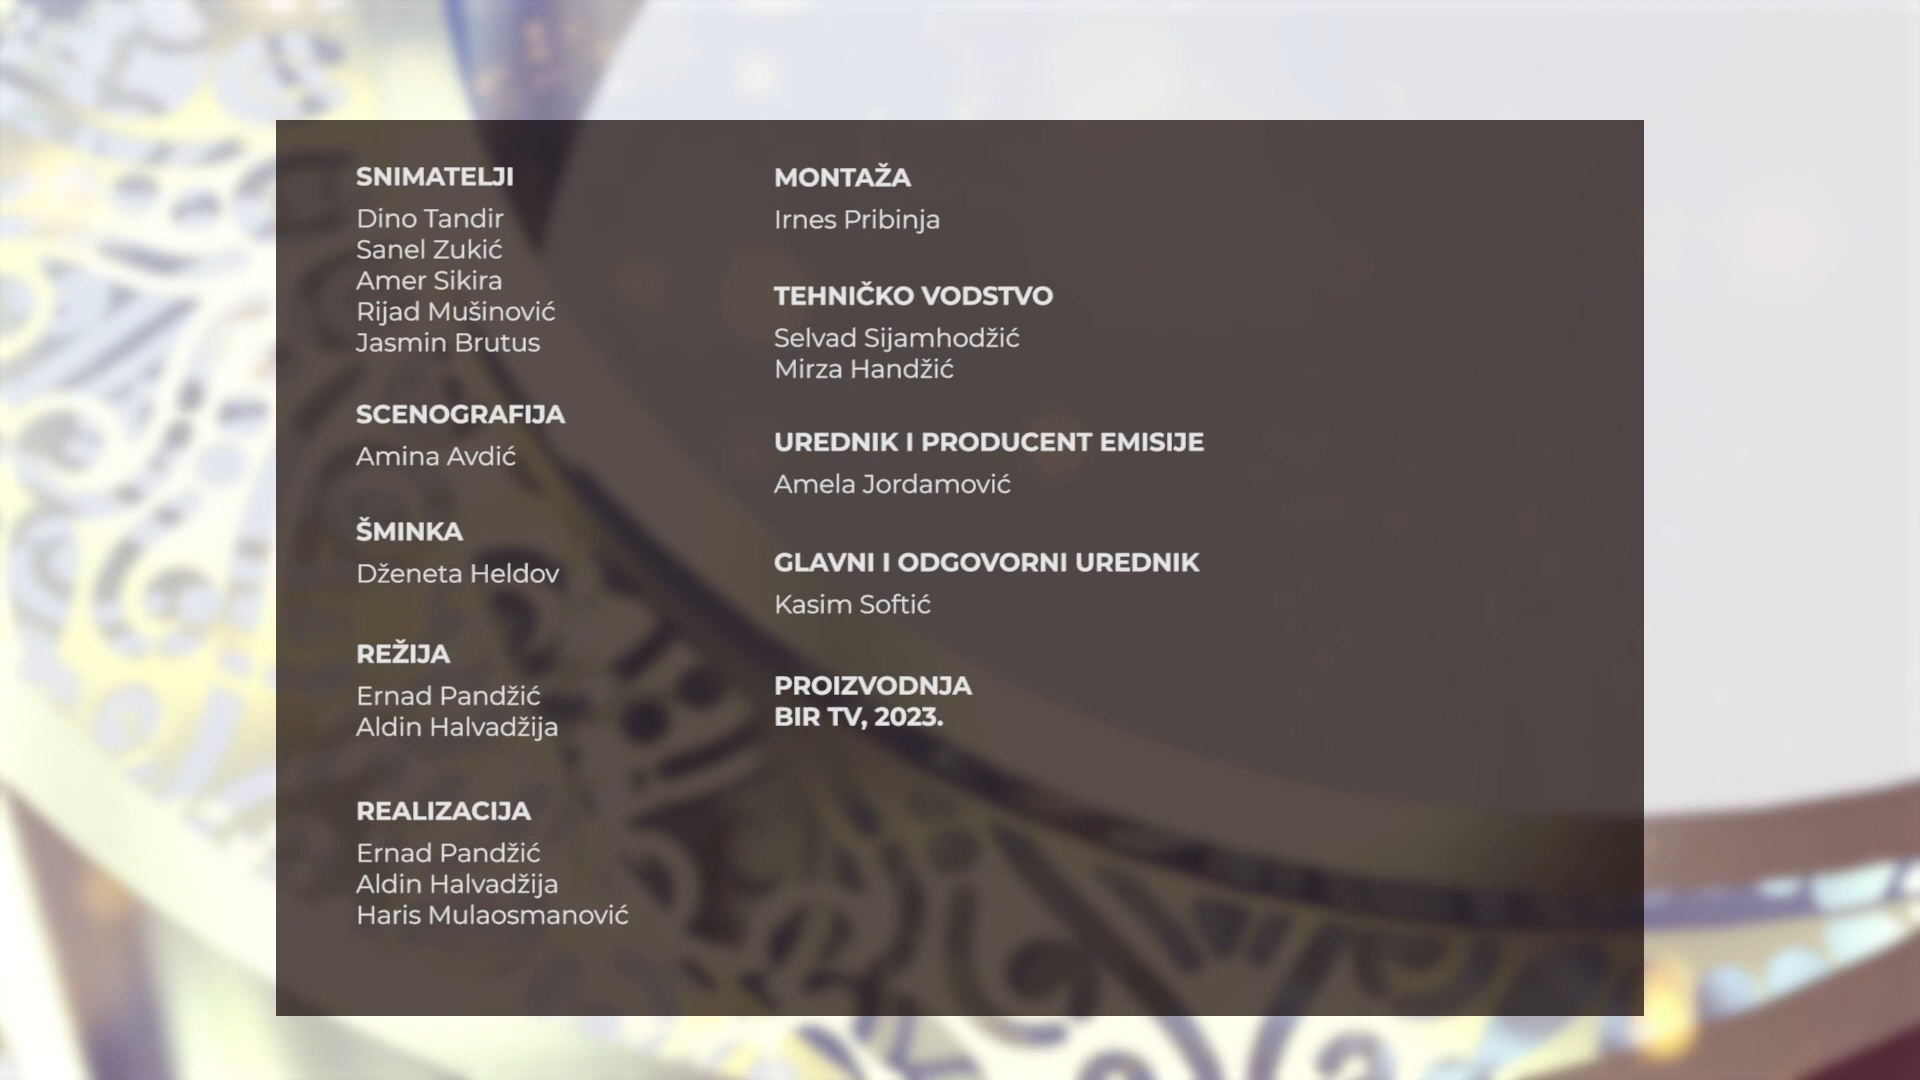 SNIMATELJI
Dino Tandir
Sanel Zukić
Amer Sikira
Rijad Mušinović
Jasmin Brutus
SCENOGRAFIJA
Amina Avdić
ŠMINKA
Dženeta Heldov
REŽIJA
Ernad Pandžić
Aldin Halvadžija
REALIZACIJA
Ernad Pandžić
Aldin Halvadžija
Haris Mulaosmanović
MONTAŽA
Irnes Pribinja
TEHNIČKO VODSTVO
Selvad Sijamhodžić
Mirza Handžić
UREDNIK I PRODUCENT EMISIJE
Amela Jordamović
GLAVNI I ODGOVORNI UREDNIK
Kasim Softić
PROIZVODNJA
BIR TV, 2023.